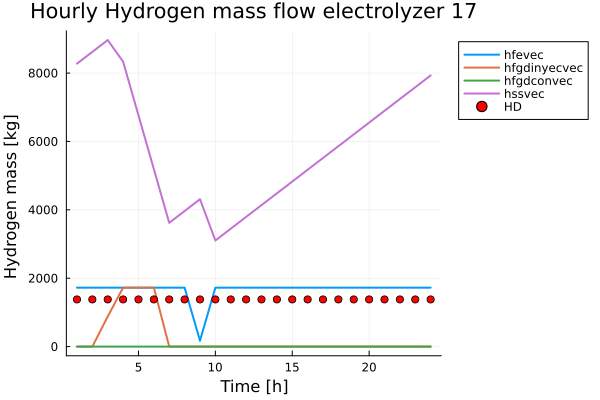 Hourly Hydrogen mass flow electrolyzer 17
Hydrogen mass [kg]
8000
6000
4000
2000
0
5
10
15
20
Time [h]
hfevec
hfgdinyecvec
hfgdconvec
hssvec
HD